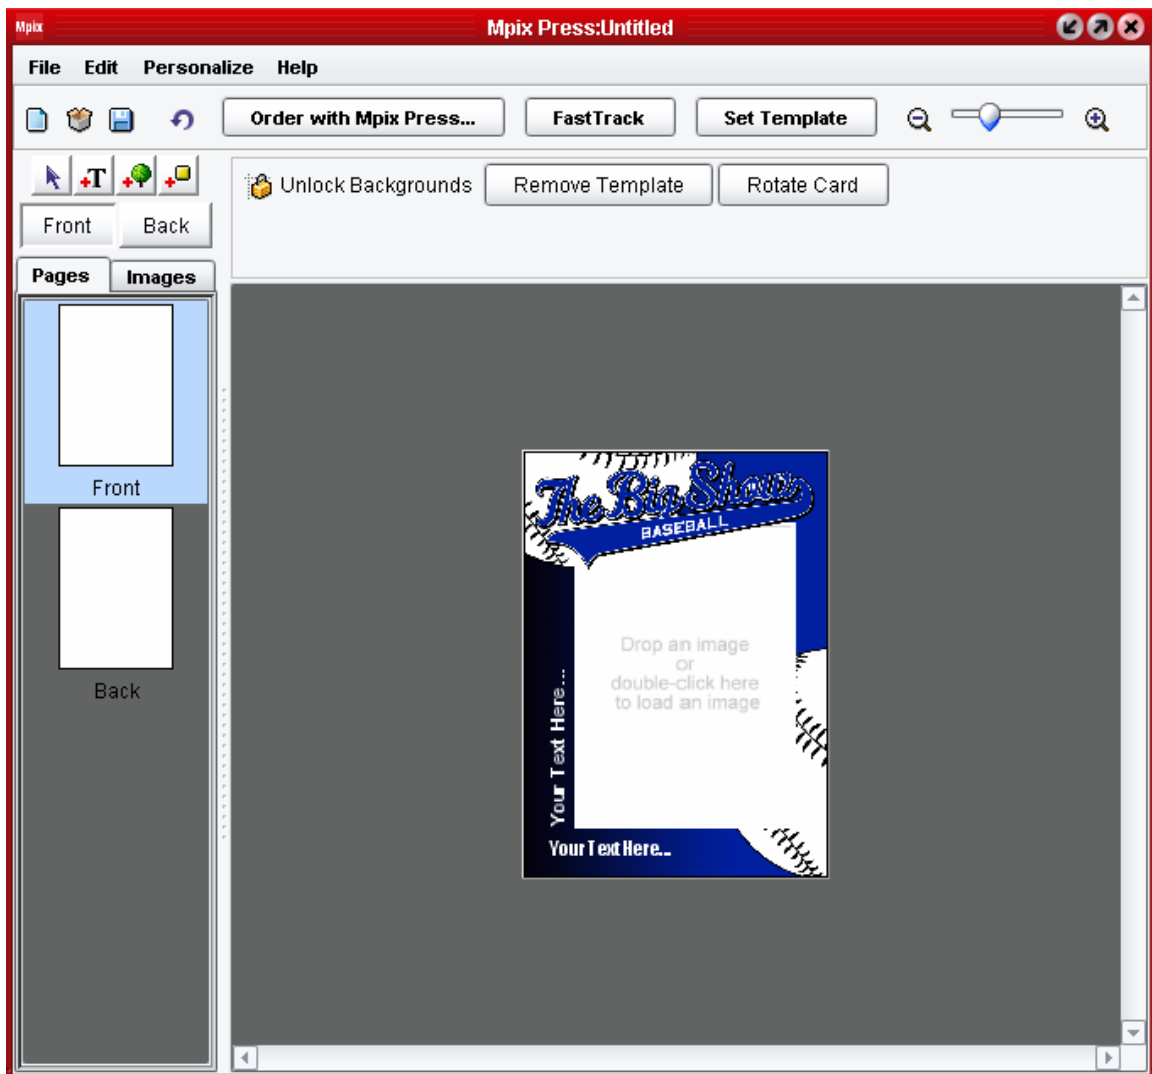 Mpix
Mpix Press:Untitled
File Edit Personalize Help
Order with Mpix Press... FastTrack Set Template
T
Unlock Backgrounds Remove Template Rotate Card
Front Back
Pages Images
Front
Back
The Big Show
BASEBALL
Drop an image
or
double-click here
to load an image
Your Text Here...
Your Text Here...